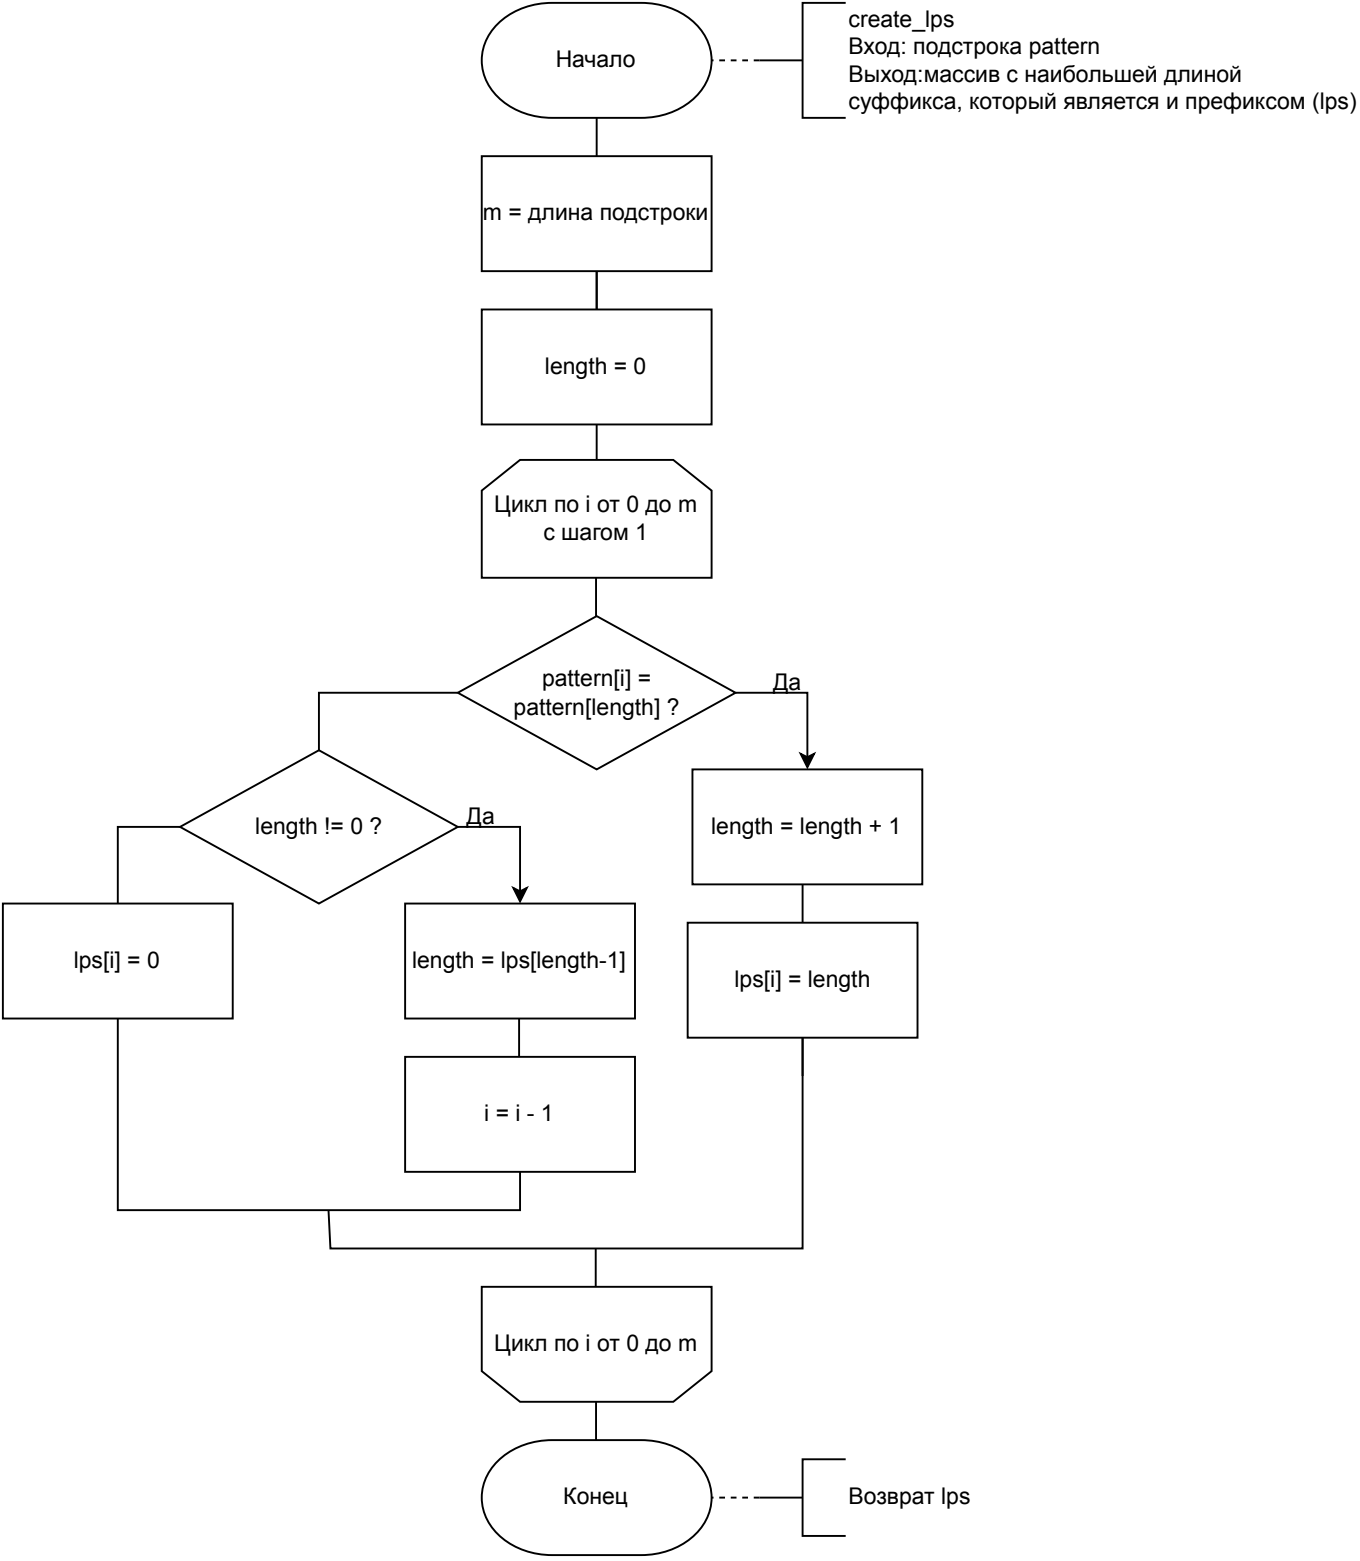 Начало
create_lps
Вход: подстрока pattern
Выход:массив с наибольшей длиной
суффикса, который является и префиксом (lps)
m = длина подстроки
length = 0
Цикл по i от 0 до m
с шагом 1
pattern[i] =
pattern[length] ?
Да
length != 0 ?
Да
length = length + 1
lps[i] = 0
length = lps[length-1]
lps[i] = length
i = i - 1
Цикл по i от 0 до m
Конец
Возврат lps